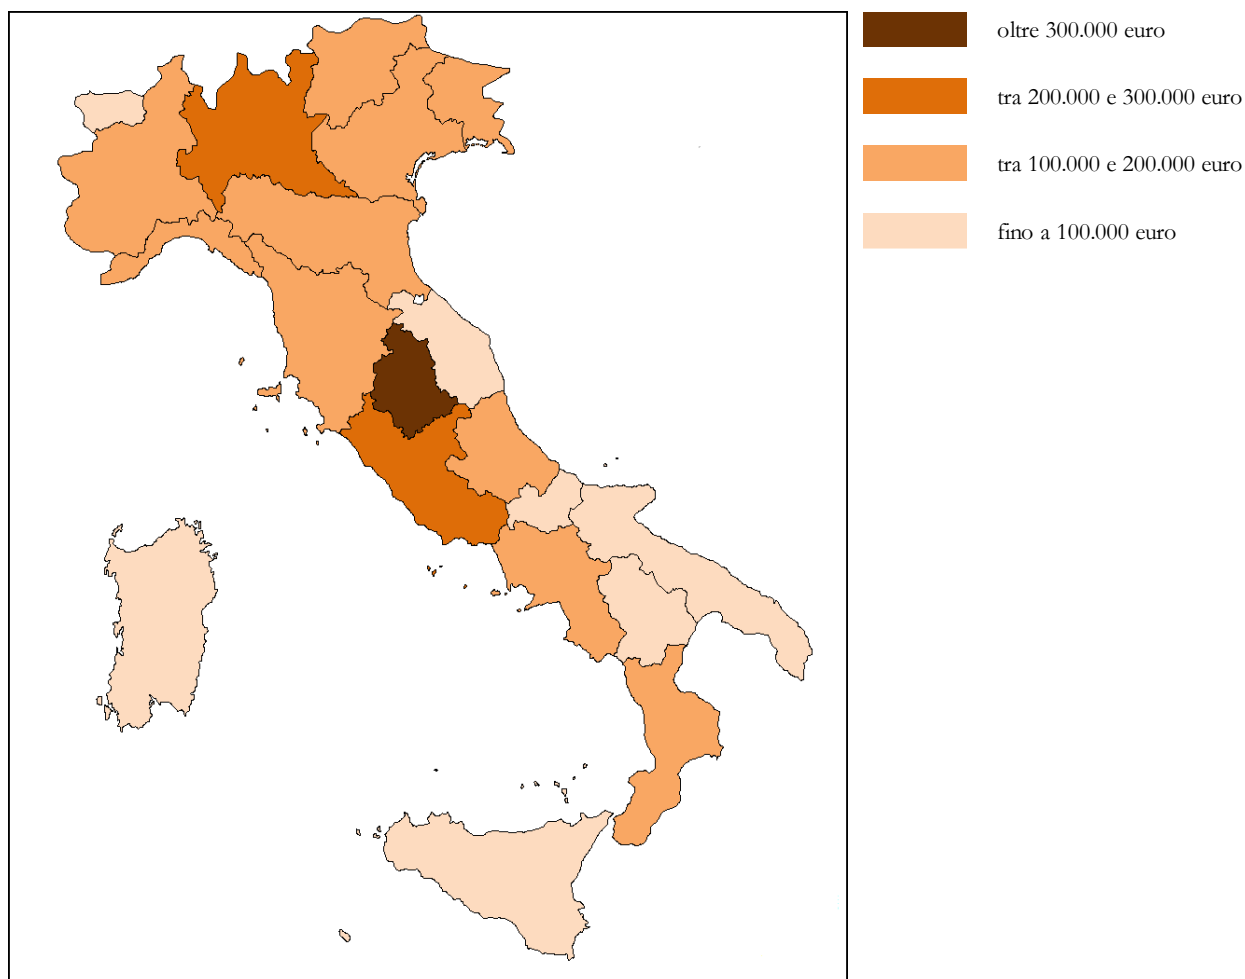 oltre 300.000 euro
tra 200.000 e 300.000 euro
tra 100.000 e 200.000 euro
fino a 100.000 euro